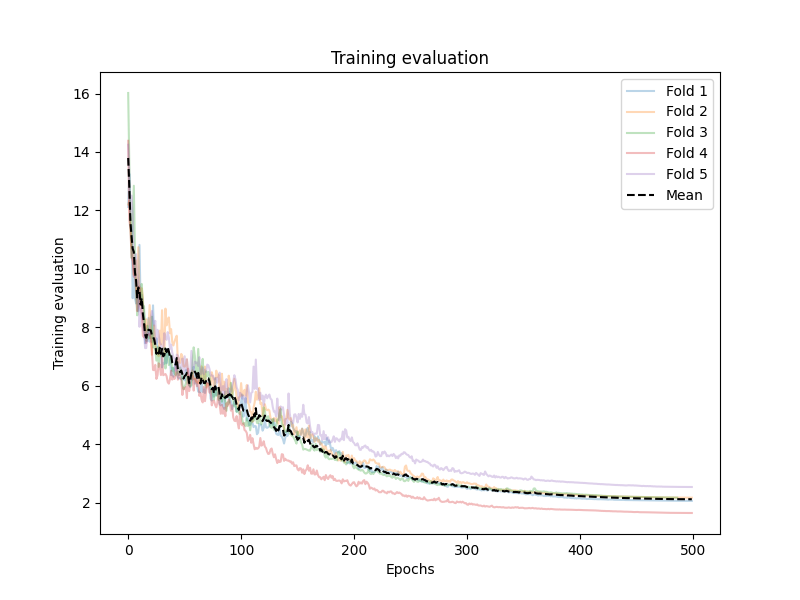 Training evaluation
Fold 1
Fold 2
Fold 3
Fold 4
Fold 5
Mean
Training evaluation
16
14
12
10
8
6
4
2
0
100
200
300
400
500
Epochs